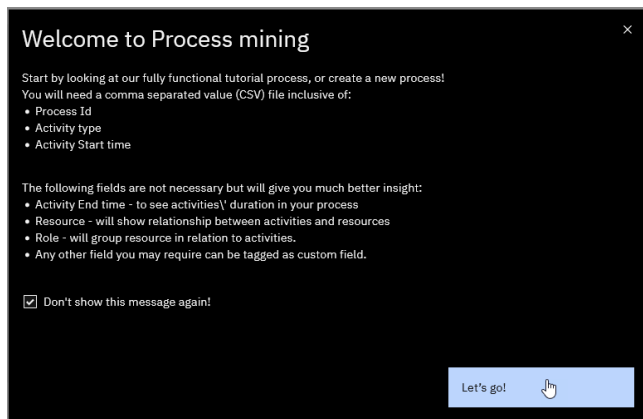 Welcome to Process mining
Start by looking at our fully functional tutorial process, or create a new process!
You will need a comma separated value (CSV) file inclusive of:
• Process Id
• Activity type
• Activity Start time
The following fields are not necessary but will give you much better insight:
• Activity End time - to see activities\' duration in your process
• Resource - will show relationship between activities and resources
• Role - will group resource in relation to activities.
• Any other field you may require can be tagged as custom field.
Don't show this message again!
Let's go!